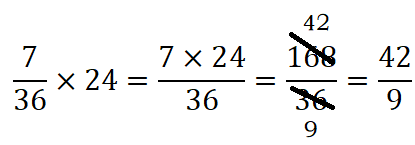 42
7/36 × 24 = 7 × 24/36 = 168/36 = 42/9
9